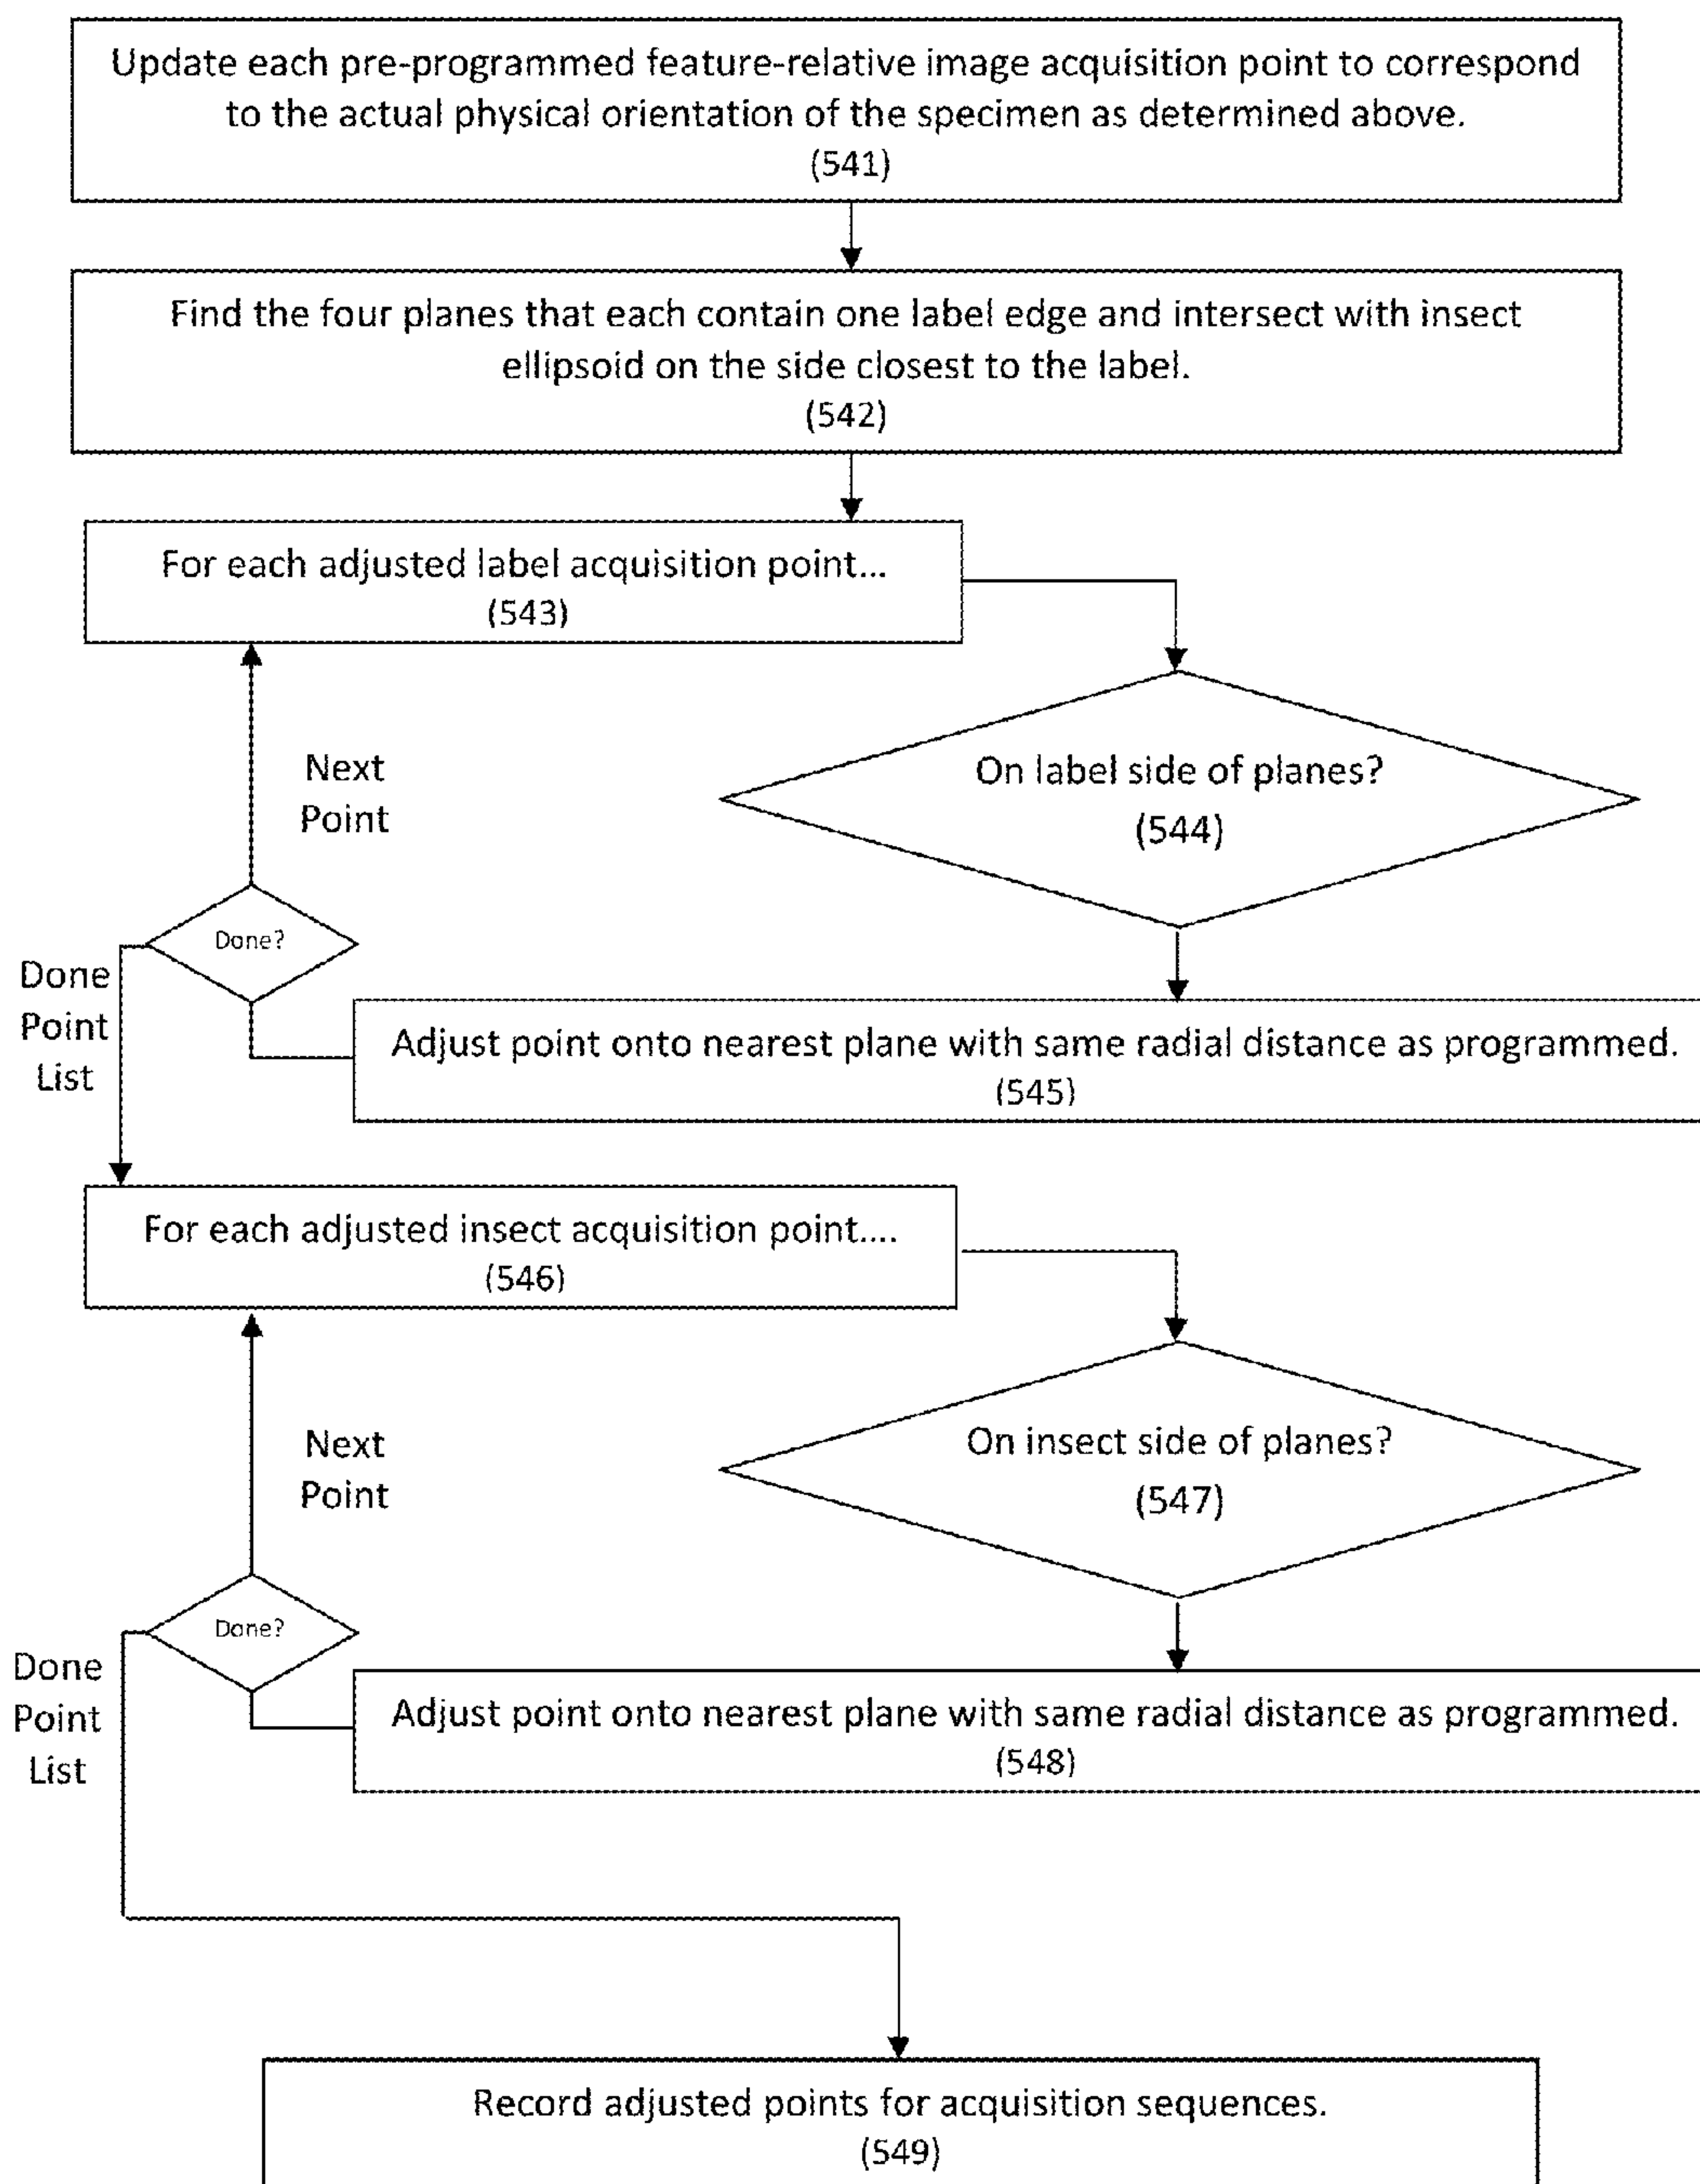 Update each pre-programmed feature-relative image acquisition point to correspond
to the actual physical orientation of the specimen as determined above.
(541)
Find the four planes that each contain one label edge and intersect with insect
ellipsoid on the side closest to the label.
(542)
For each adjusted label acquisition point...
(543)
On label side of planes?
(544)
Next
Point
Done?
Done
Point
List
Adjust point onto nearest plane with same radial distance as programmed.
(545)
For each adjusted insect acquisition point....
(546)
On insect side of planes?
(547)
Next
Point
Done?
Done
Point
List
Adjust point onto nearest plane with same radial distance as programmed.
(548)
Record adjusted points for acquisition sequences.
(549)